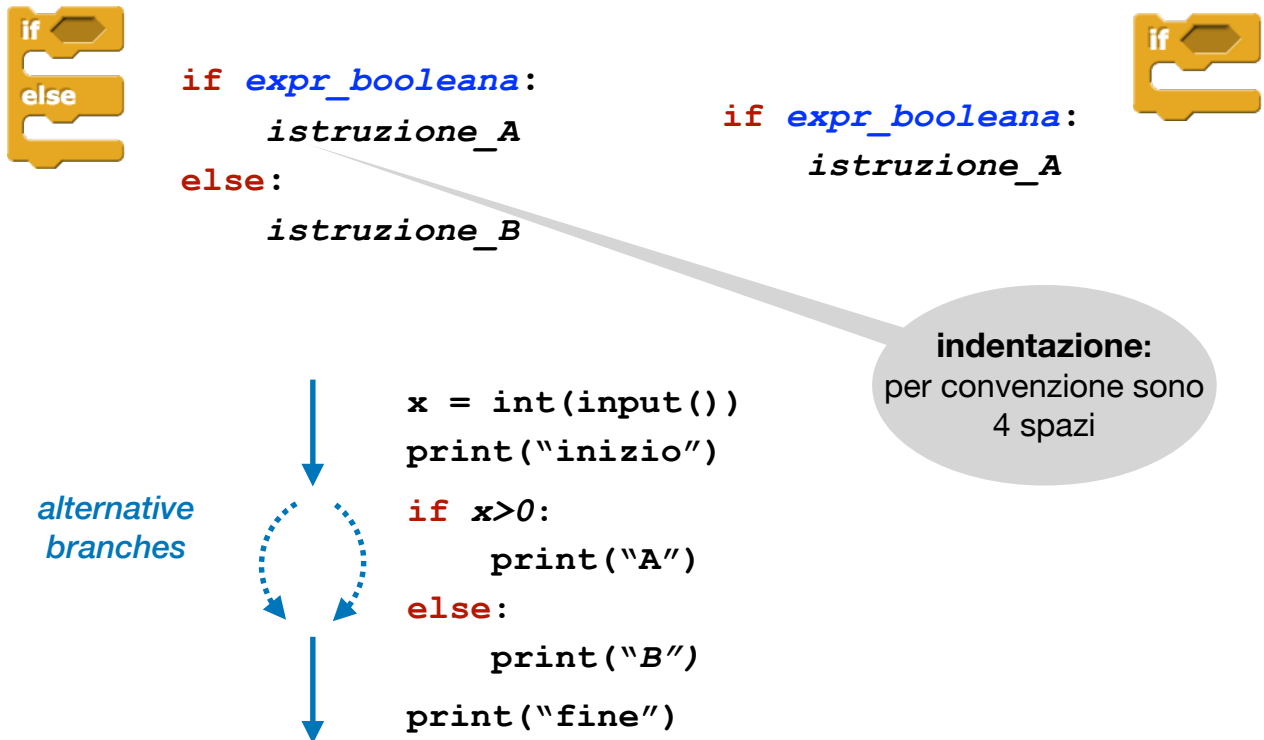 if
else
if expr_booleana:
istruzione_A
else:
istruzione_B
if
if expr_booleana:
istruzione_A
indentazione:
per convenzione sono
4 spazi
alternative
branches
x = int(input())
print(“inizio”)
if x>0:
print(“A”)
else:
print(“B”)
print(“fine”)